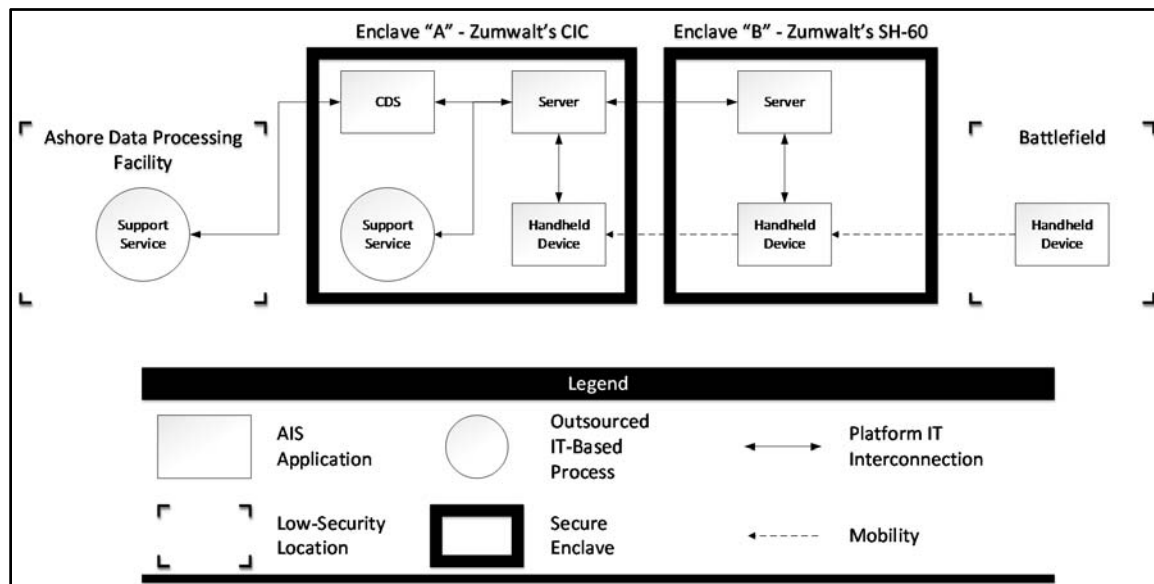 Enclave “A” - Zumwalt’s CIC
Enclave “B” - Zumwalt’s SH-60
CDS
Server
Server
Ashore Data Processing
Facility
Battlefield
Support
Service
Support
Service
Handheld
Device
Handheld
Device
Handheld
Device
Legend
AIS
Application
Outsourced
IT-Based
Process
Platform IT
Interconnection
Low-Security
Location
Secure
Enclave
Mobility